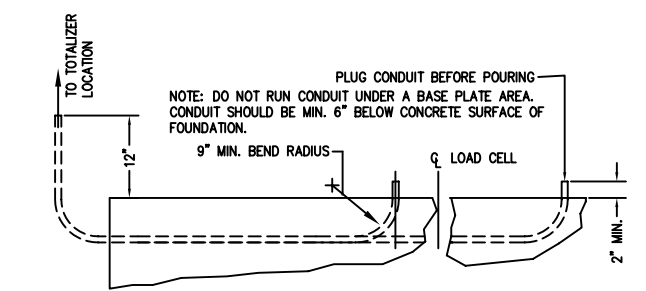 TO TOTALIZER
LOCATION
PLUG CONDUIT BEFORE POURING
NOTE: DO NOT RUN CONDUIT UNDER A BASE PLATE AREA.
CONDUIT SHOULD BE MIN. 6" BELOW CONCRETE SURFACE OF
FOUNDATION.
12"
9" MIN. BEND RADIUS
℄ LOAD CELL
2" MIN.